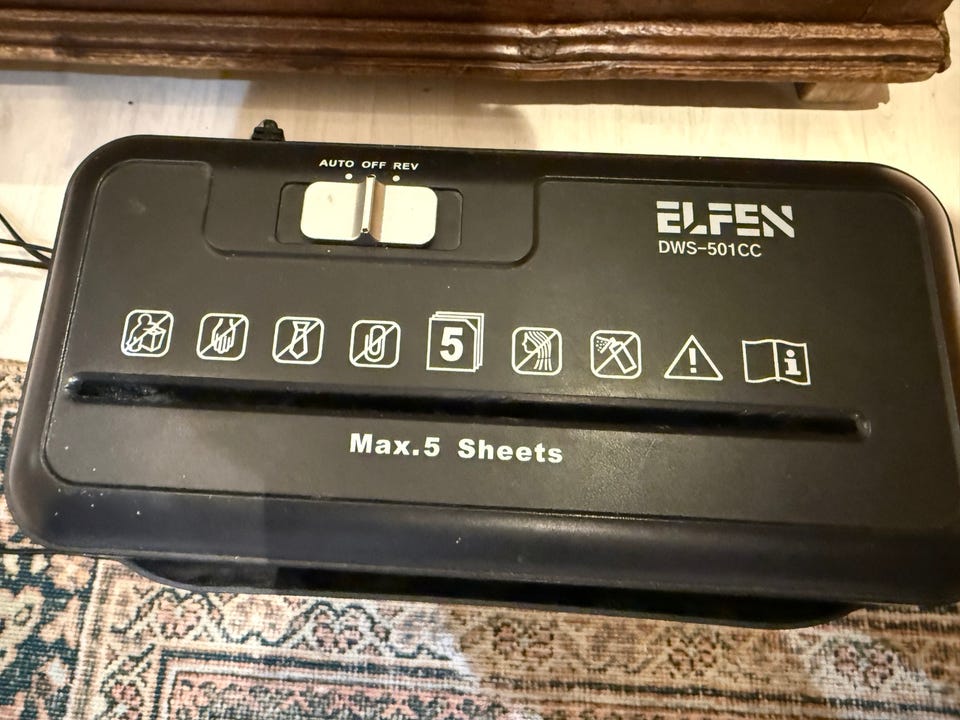 AUTO OFF REV
ELFEN
DWS-501CC
5
i
Max.5 Sheets